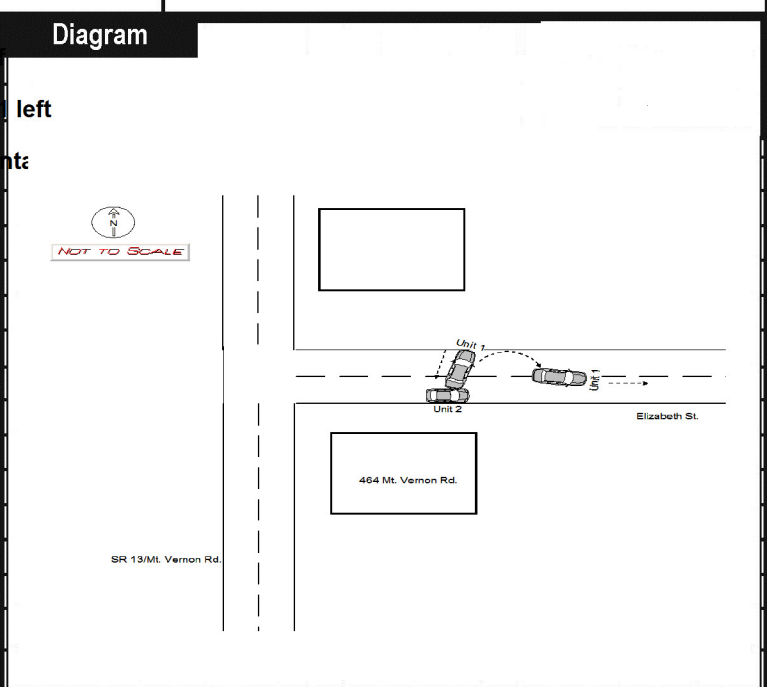 Diagram
left
N
NOT TO SCALE
Unit 1
Unit 1
Unit 2
Elizabeth St.
464 Mt. Vernon Rd.
SR 13/Mt. Vernon Rd.